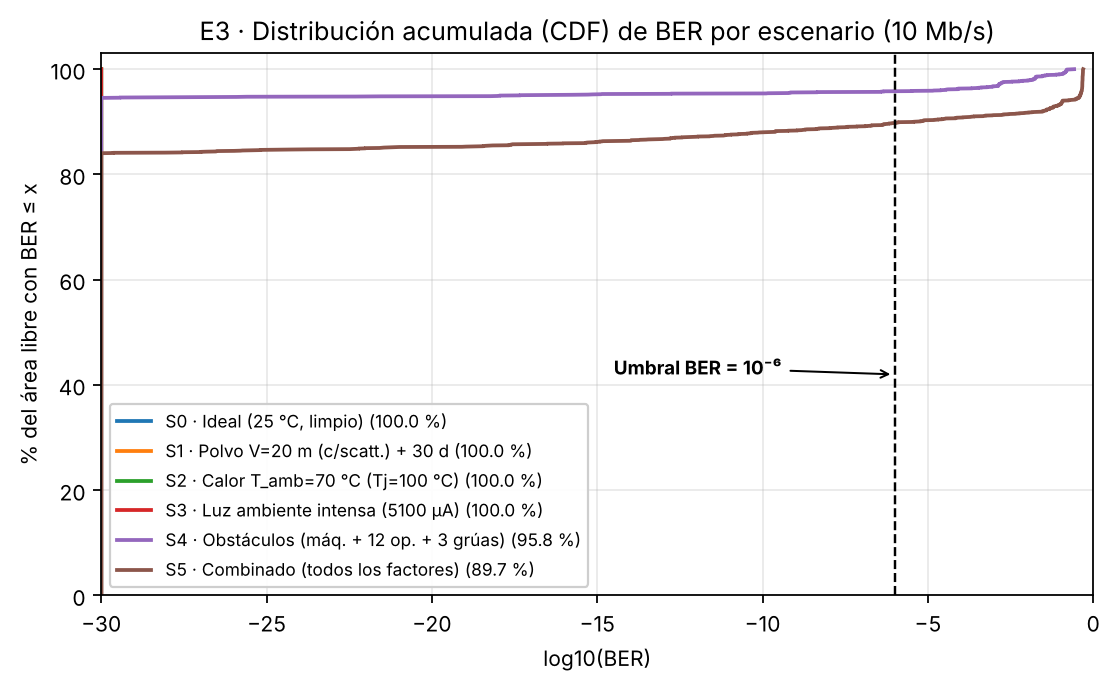 E3 · Distribución acumulada (CDF) de BER por escenario (10 Mb/s)
% del área libre con BER ≤ x
100
80
60
40
20
0
Umbral BER = 10⁻⁶
S0 · Ideal (25 °C, limpio) (100.0 %)
S1 · Polvo V=20 m (c/scatt.) + 30 d (100.0 %)
S2 · Calor T_amb=70 °C (Tj=100 °C) (100.0 %)
S3 · Luz ambiente intensa (5100 µA) (100.0 %)
S4 · Obstáculos (máq. + 12 op. + 3 grúas) (95.8 %)
S5 · Combinado (todos los factores) (89.7 %)
−30 −25 −20 −15 −10 −5 0
log10(BER)